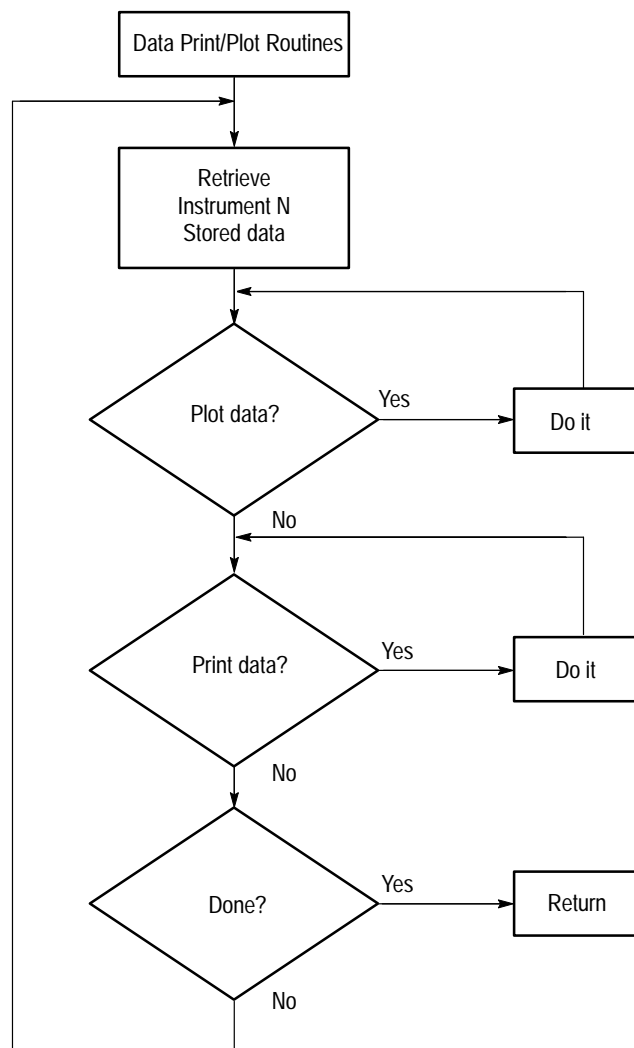 Data Print/Plot Routines
Retrieve
Instrument N
Stored data
Plot data?
Yes
Do it
No
Print data?
Yes
Do it
No
Done?
Yes
Return
No